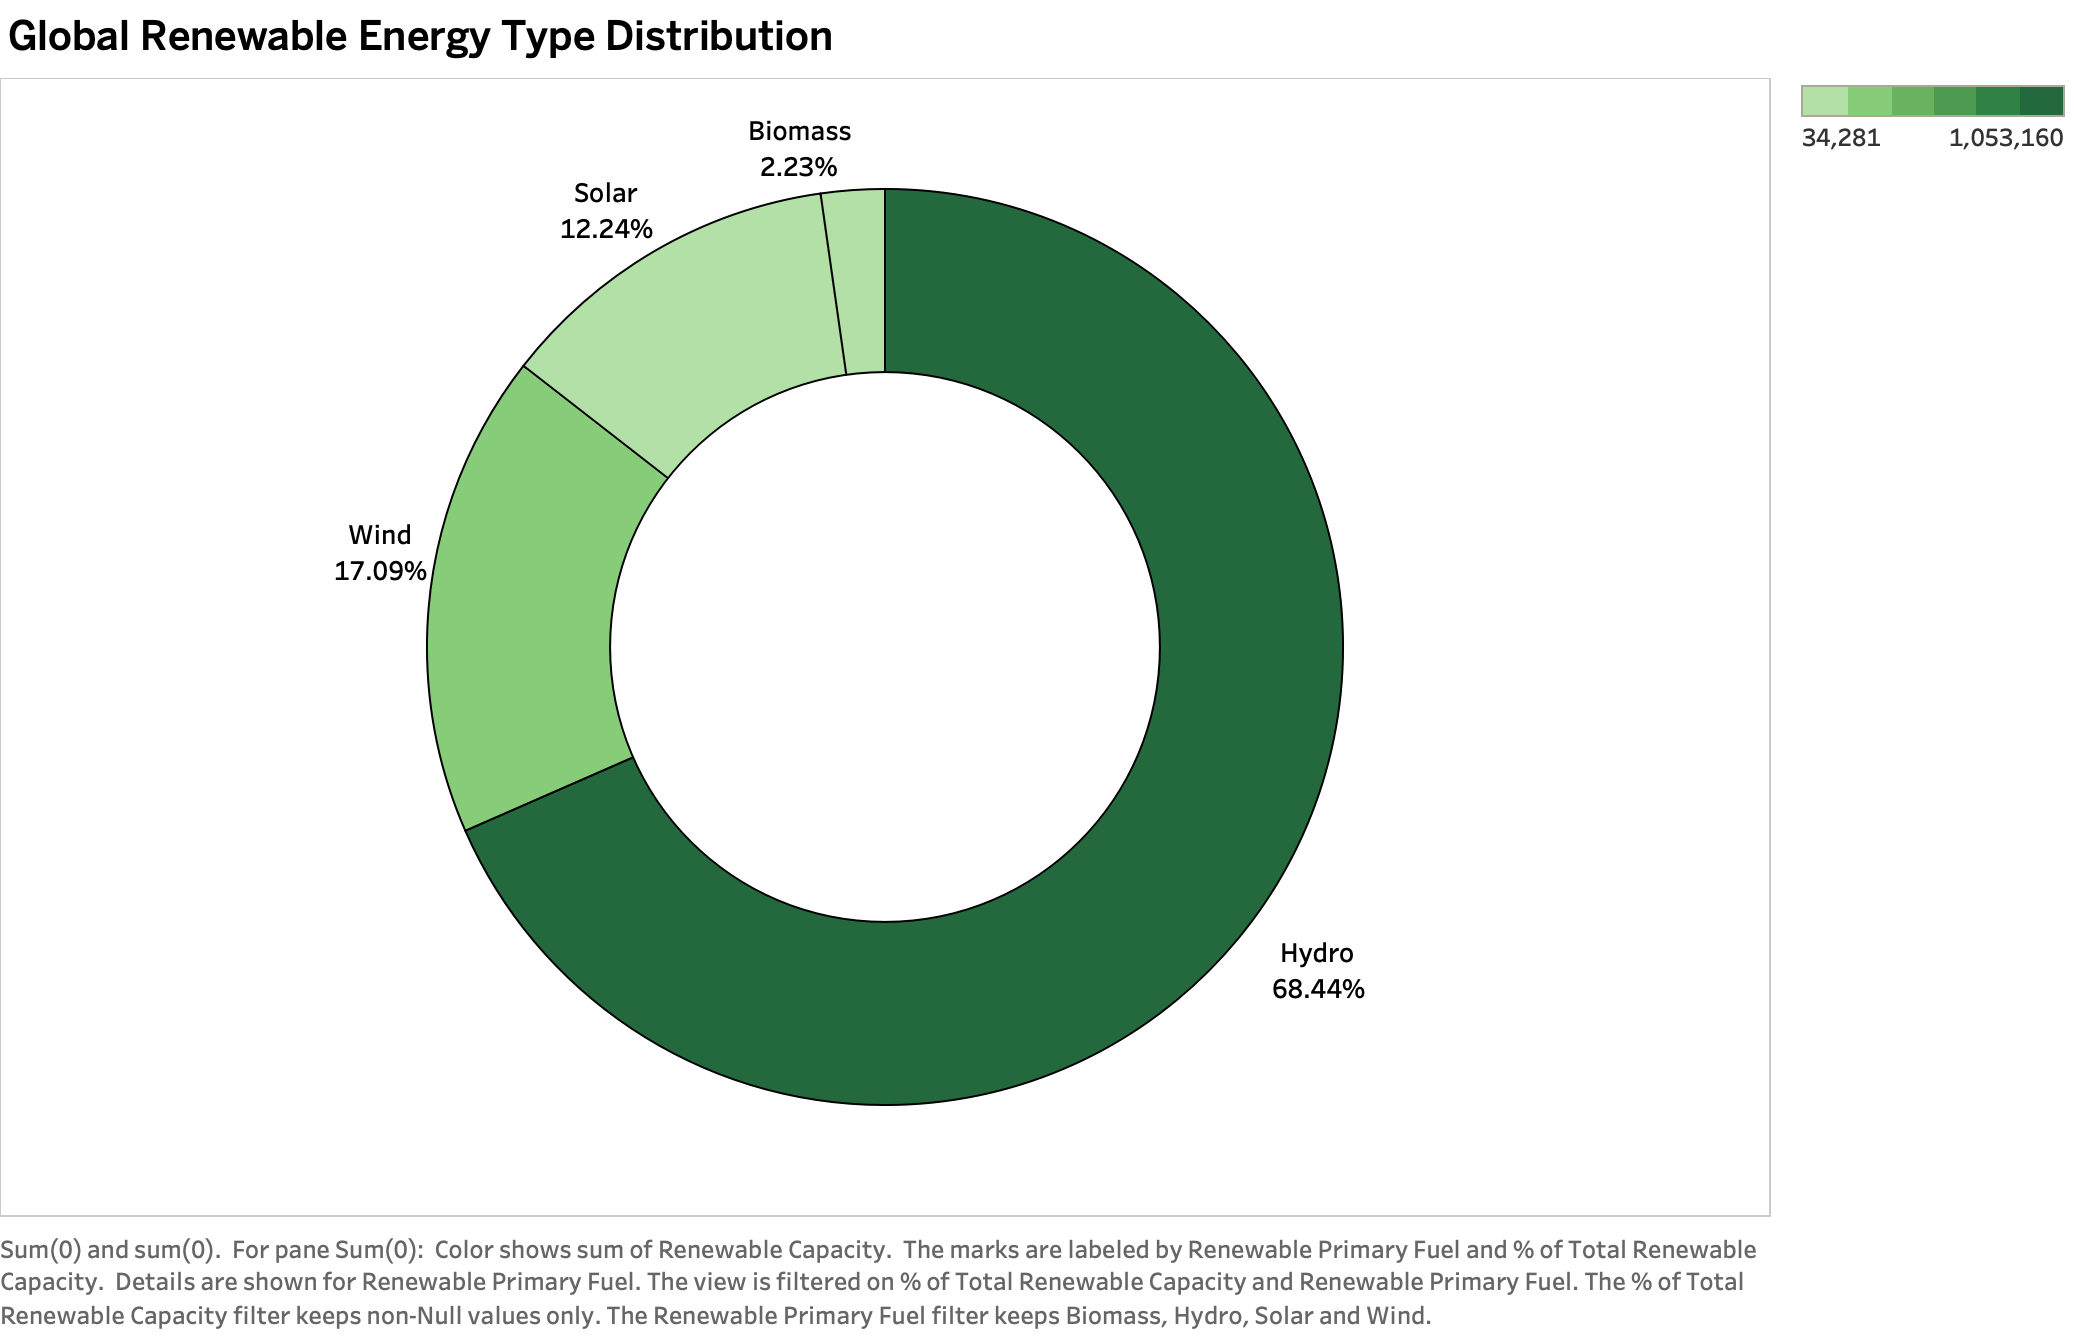 Global Renewable Energy Type Distribution
34,281 1,053,160
Biomass
2.23%
Solar
12.24%
Wind
17.09%
Hydro
68.44%
Sum(0) and sum(0).  For pane Sum(0):  Color shows sum of Renewable Capacity.  The marks are labeled by Renewable Primary Fuel and % of Total Renewable
Capacity.  Details are shown for Renewable Primary Fuel. The view is filtered on % of Total Renewable Capacity and Renewable Primary Fuel. The % of Total
Renewable Capacity filter keeps non-Null values only. The Renewable Primary Fuel filter keeps Biomass, Hydro, Solar and Wind.